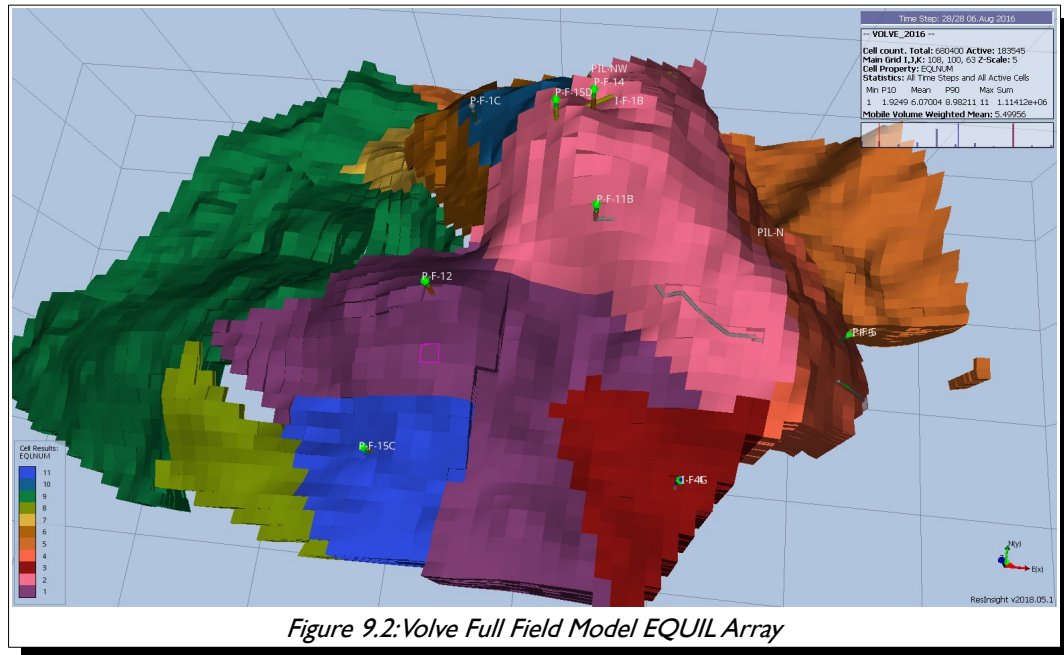 Time Step: 28/28 06.Aug 2016
-- VOLVE_2016 --
Cell count. Total: 680400 Active: 183545
Main Grid I,J,K: 108, 100, 63 Z-Scale: 5
Cell Property: EQLNUM
Statistics: All Time Steps and All Active Cells
Min P10 Mean P90 Max Sum
1 1.9249 6.07004 8.98211 11 1.11412e+06
Mobile Volume Weighted Mean: 5.49956
PIL-NW
P-F-14
P-F-1C
P-F-15D
I-F-1B
P-F-11B
PIL-N
P-F-12
P-F-15C
Cell Results:
EQLNUM
11
10
9
8
7
6
5
4
3
2
1
N(y)
E(x)
ResInsight v2018.05.1
Figure 9.2: Volve Full Field Model EQUIL Array